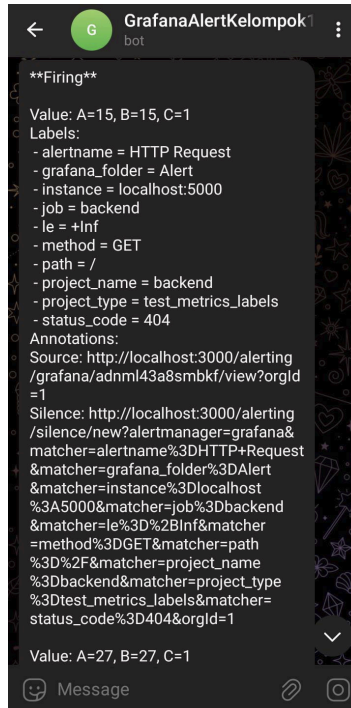 GrafanaAlertKelompok1
G
bot
**Firing**
Value: A=15, B=15, C=1
Labels:
- alertname = HTTP Request
- grafana_folder = Alert
- instance = localhost:5000
- job = backend
- le = +Inf
- method = GET
- path = /
- project_name = backend
- project_type = test_metrics_labels
- status_code = 404
Annotations:
Source: http://localhost:3000/alerting
/grafana/adnml43a8smbkf/view?orgId
=1
Silence: http://localhost:3000/alerting
/silence/new?alertmanager=grafana&
matcher=alertname%3DHTTP+Request
&matcher=grafana_folder%3DAlert
&matcher=instance%3Dlocalhost
%3A5000&matcher=job%3Dbackend
&matcher=le%3D%2BInf&matcher
=method%3DGET&matcher=path
%3D%2F&matcher=project_name
%3Dbackend&matcher=project_type
%3Dtest_metrics_labels&matcher=
status_code%3D404&orgId=1
Value: A=27, B=27, C=1
Message